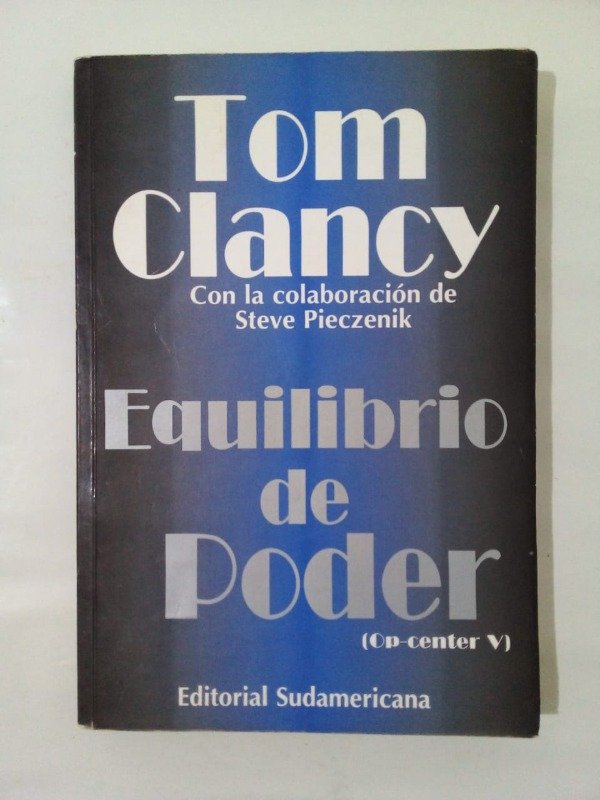 Tom
Clancy
Con la colaboración de
Steve Pieczenik
Equilibrio
de
Poder
(Op-center V)
Editorial Sudamericana